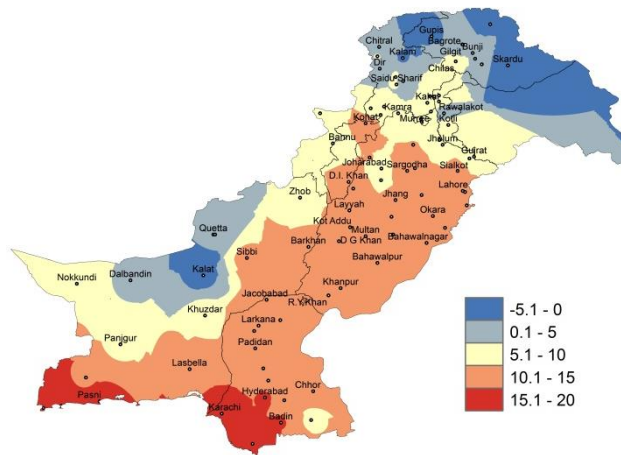 Gupis
Chitral
Bagrote
Bunji
Kalam
Gilgit
Dir
Skardu
Chilas
Saidu Sharif
Kakul
Kamra
Rawalakot
Kohat
Murree
Kotli
Bannu
Jhelum
Gujrat
Joharabad
Sargodha
Sialkot
D.I. Khan
Zhob
Jhang
Lahore
Layyah
Okara
Quetta
Kot Addu
Multan
D G Khan
Bahawalnagar
Barkhan
Sibbi
Bahawalpur
Kalat
Dalbandin
Nokkundi
Khanpur
Jacobabad
R.Y.Khan
Khuzdar
Larkana
Panjgur
Padidan
Lasbella
Chhor
Pasni
Hyderabad
Karachi
Badin
-5.1 - 0
0.1 - 5
5.1 - 10
10.1 - 15
15.1 - 20